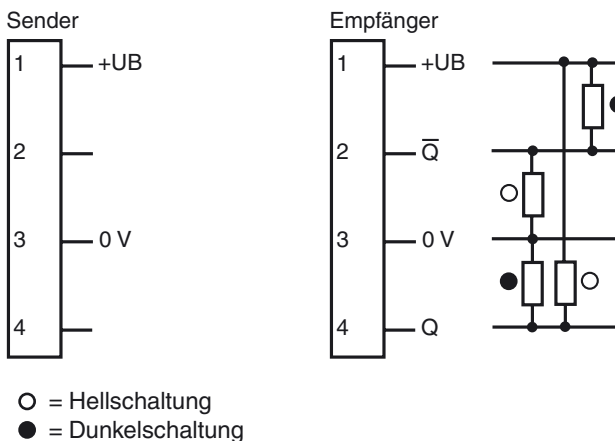 Sender
1 +UB
2
3 0 V
4
Empfänger
1 +UB
2 Q̅
3 0 V
4 Q
= Hellschaltung
= Dunkelschaltung